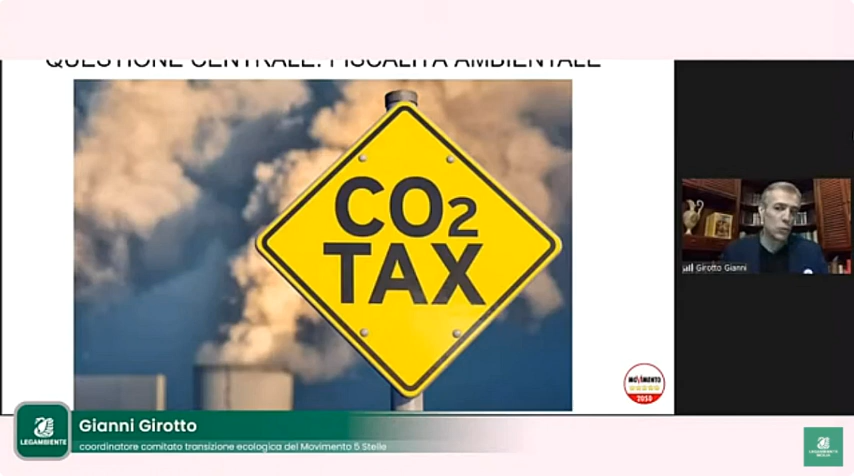 QUESTIONE CENTRALE: FISCALITÀ AMBIENTALE
CO2
TAX
Girotto Gianni
MOVIMENTO
2050
LEGAMBIENTE
Gianni Girotto
coordinatore comitato transizione ecologica del Movimento 5 Stelle
LEGAMBIENTE